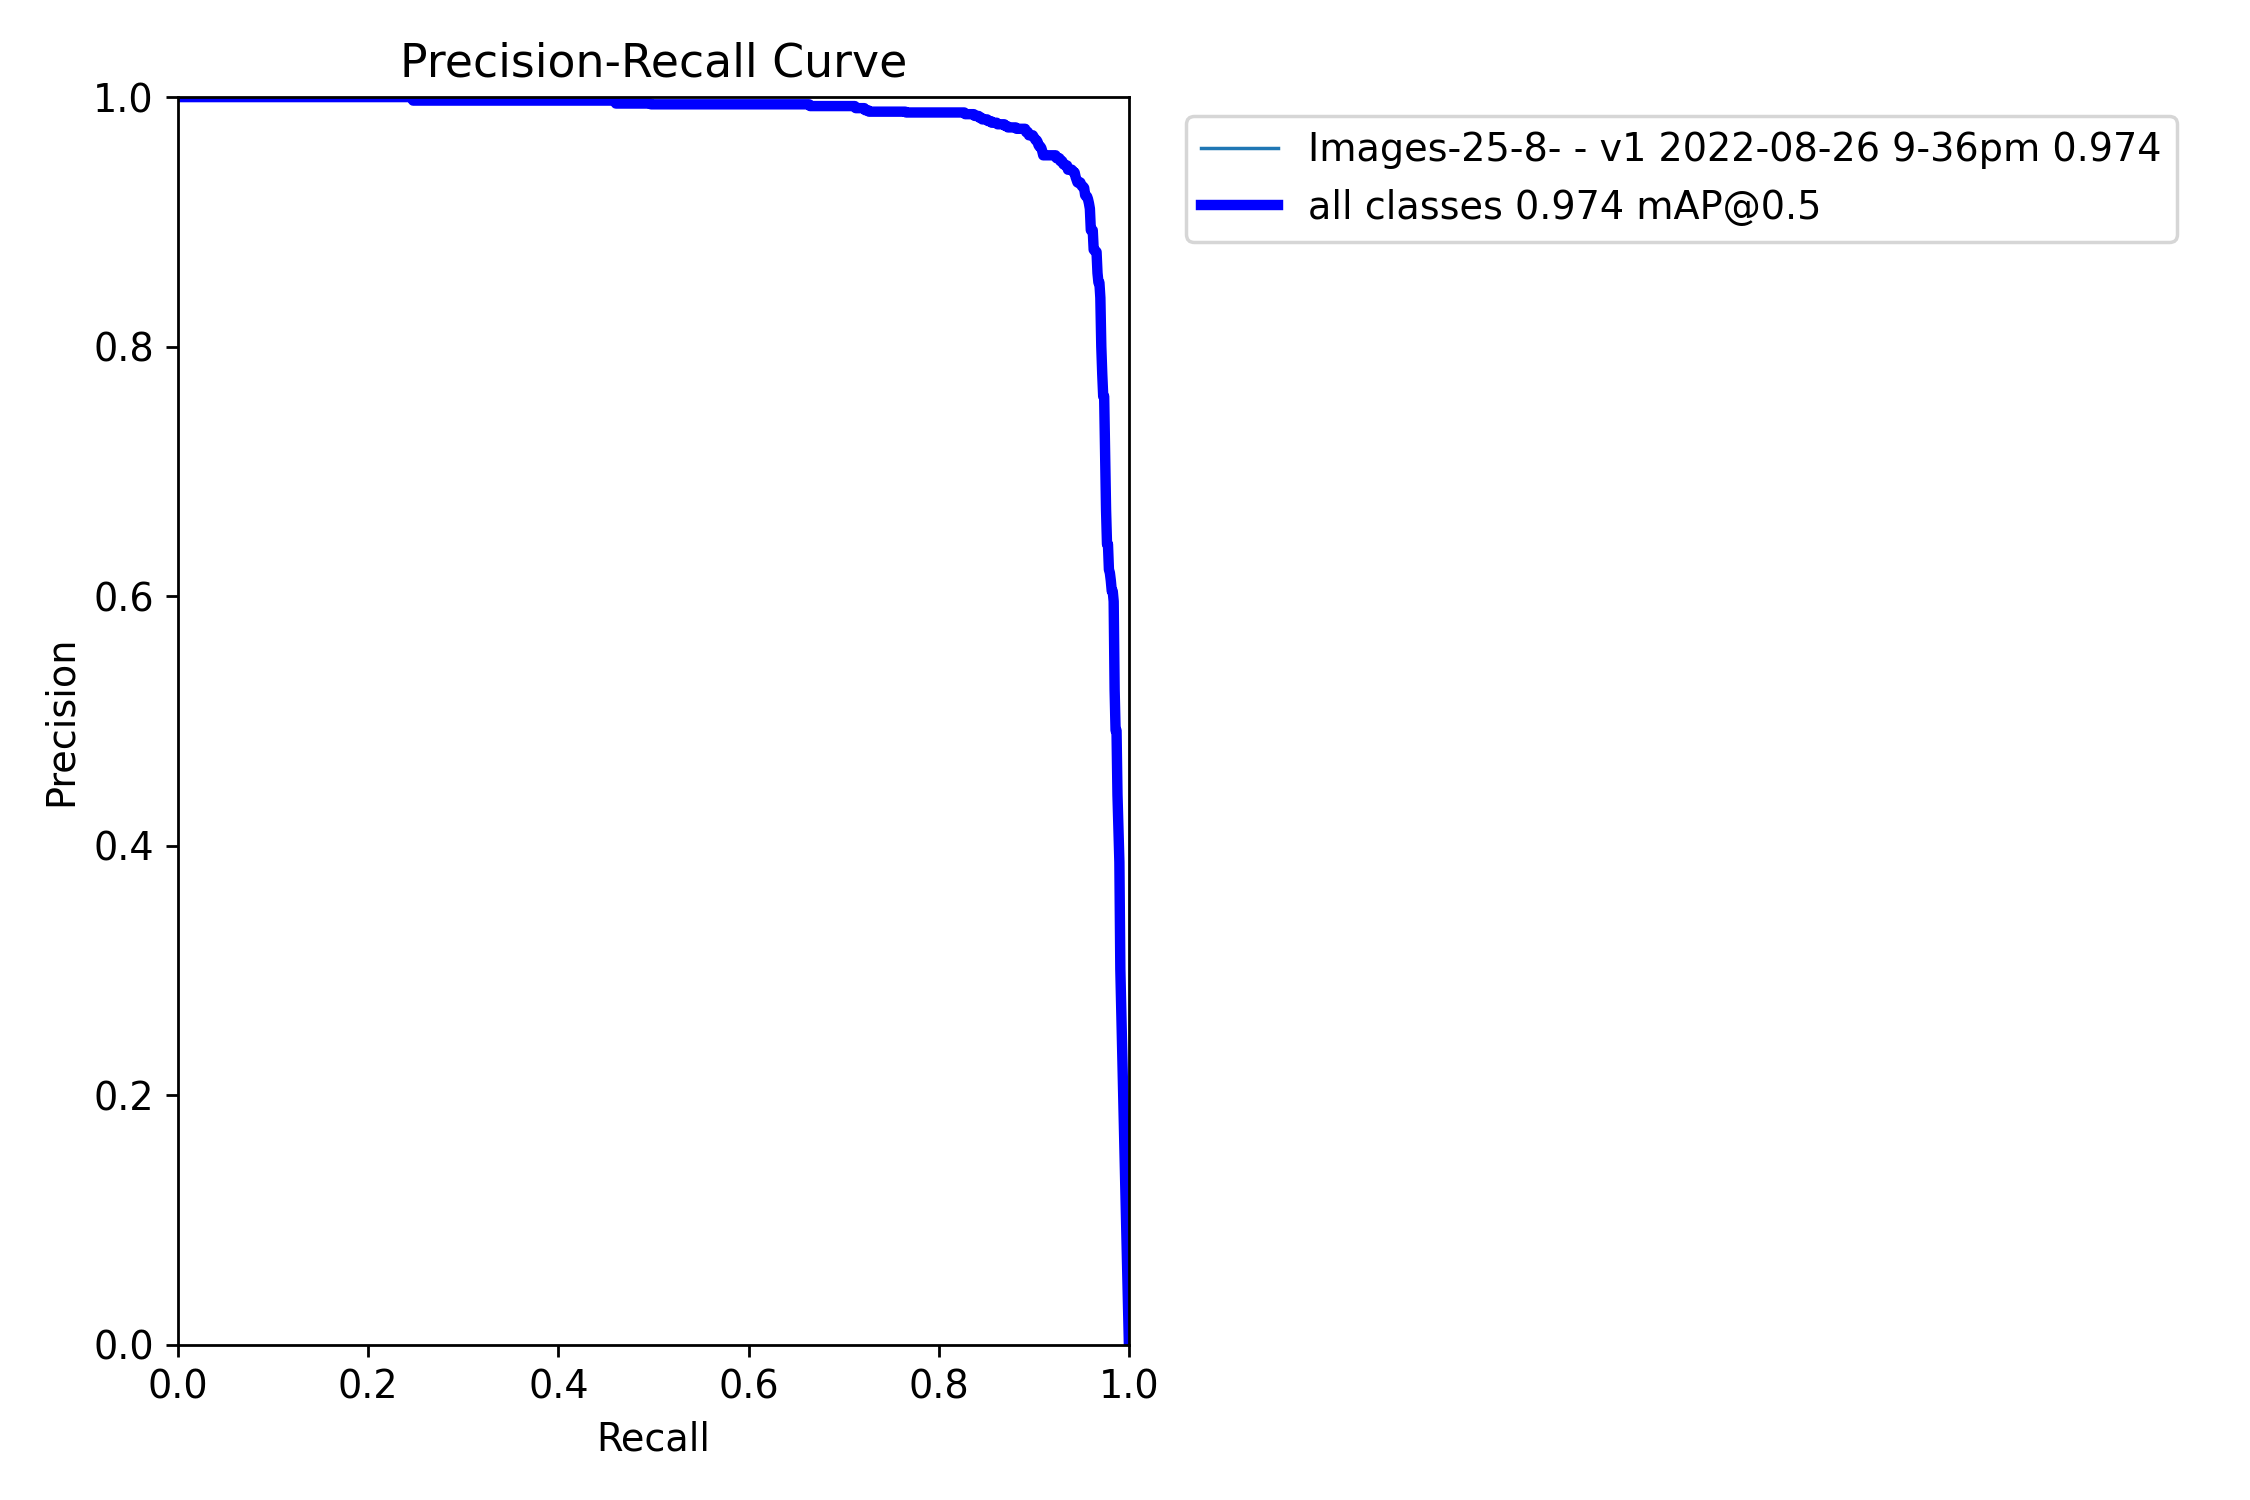 Precision-Recall Curve
Images-25-8- - v1 2022-08-26 9-36pm 0.974
all classes 0.974 mAP@0.5
1.0
0.8
0.6
0.4
0.2
0.0
Precision
0.0 0.2 0.4 0.6 0.8 1.0
Recall